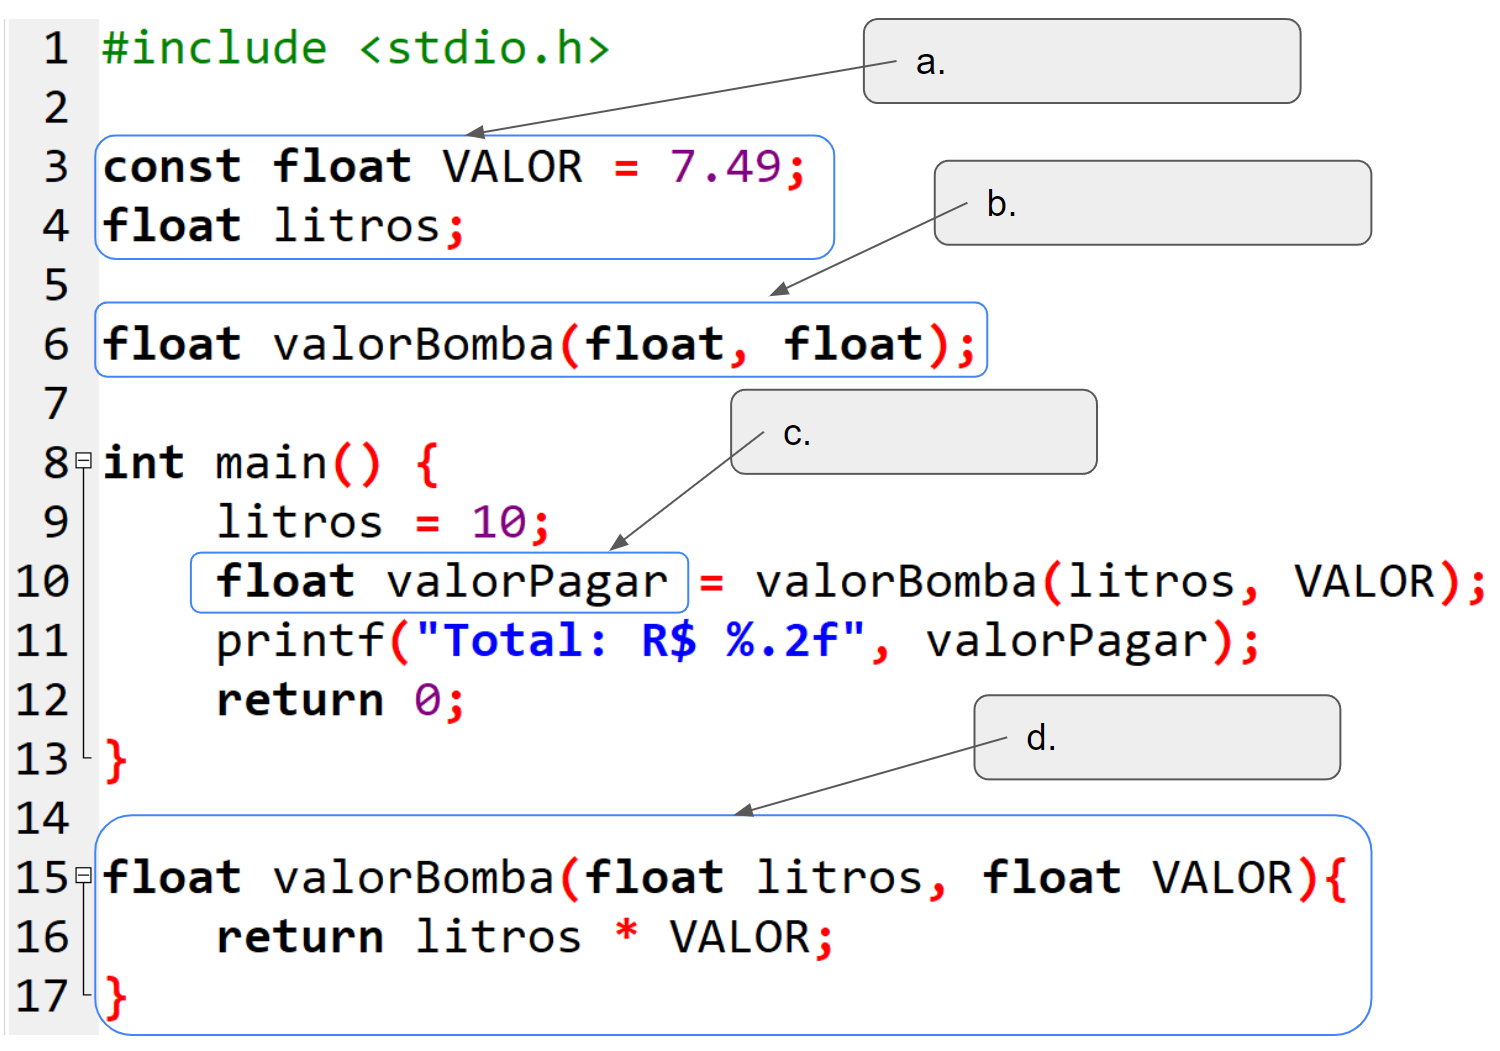 1 #include <stdio.h>
a.
2
3 const float VALOR = 7.49;
b.
4 float litros;
5
6 float valorBomba(float, float);
7
c.
8 int main() {
9 litros = 10;
10 float valorPagar = valorBomba(litros, VALOR);
11 printf("Total: R$ %.2f", valorPagar);
12 return 0;
d.
13 }
14
15 float valorBomba(float litros, float VALOR){
16 return litros * VALOR;
17 }